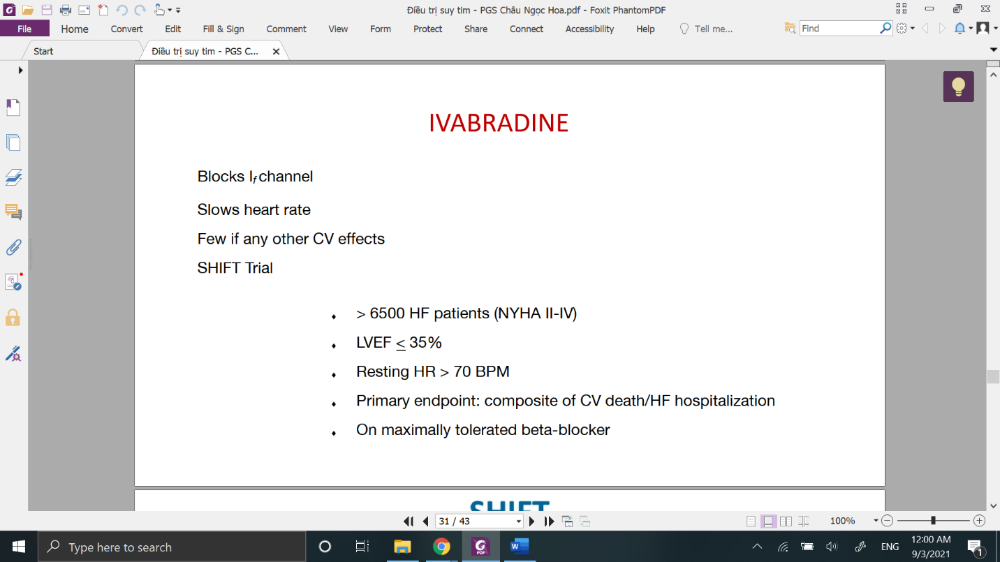 Điều trị suy tim - PGS Châu Ngọc Hoa.pdf - Foxit PhantomPDF
File Home Convert Edit Fill & Sign Comment View Form Protect Share Connect Accessibility Help Tell me... Find
Start Điều trị suy tim - PGS C...
IVABRADINE
Blocks If channel
Slows heart rate
Few if any other CV effects
SHIFT Trial
♦ > 6500 HF patients (NYHA II-IV)
♦ LVEF < 35%
♦ Resting HR > 70 BPM
♦ Primary endpoint: composite of CV death/HF hospitalization
♦ On maximally tolerated beta-blocker
SHIFT
31 / 43 100%
Type here to search PDF W ENG 12:00 AM
9/3/2021 1